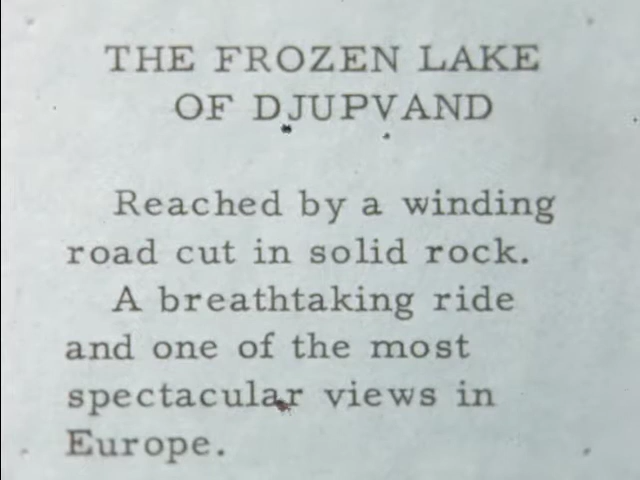 THE FROZEN LAKE
OF DJUPVAND
Reached by a winding
road cut in solid rock.
A breathtaking ride
and one of the most
spectacular views in
Europe.